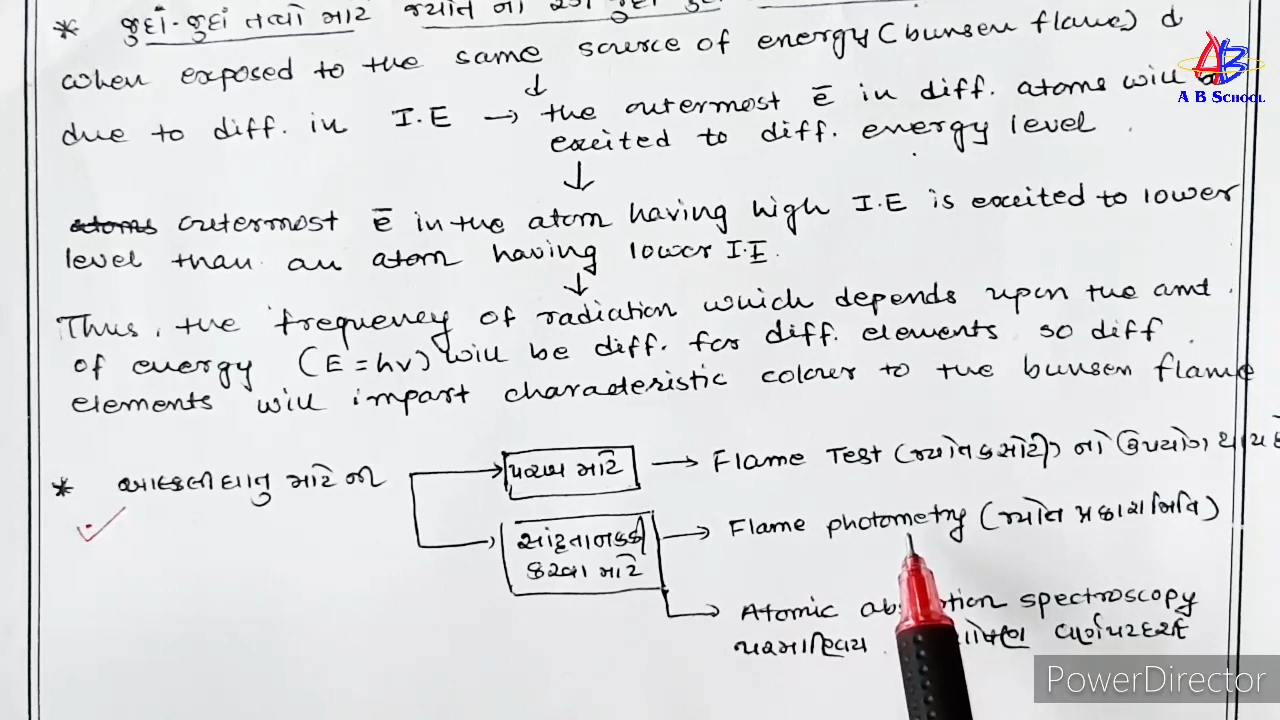 * જુદાં-જુદાં તત્વો માટે જ્યોત નો રંગ જુદો
when exposed to the same source of energy (bunsen flame) d
↓
due to diff. in I.E → the outermost ē in diff. atoms will b
excited to diff. energy level.
↓
outermost ē in the atom having high I.E is excited to lower
level than an atom having lower I.E.
↓
Thus, the frequency of radiation which depends upon the amt.
of energy (E = hν) will be diff. for diff. elements so diff.
elements will impart characteristic colour to the bunsen flame
* આલ્કલી ધાતુ માટે ની
પરખ માટે → Flame Test (જ્યોત કસોટી) નો ઉપયોગ થાય છે
સાંદ્રતા નક્કી કરવા માટે → Flame photometry (જ્યોત પ્રકાશમિતિ)
→ Atomic spectroscopy
A B SCHOOL
PowerDirector